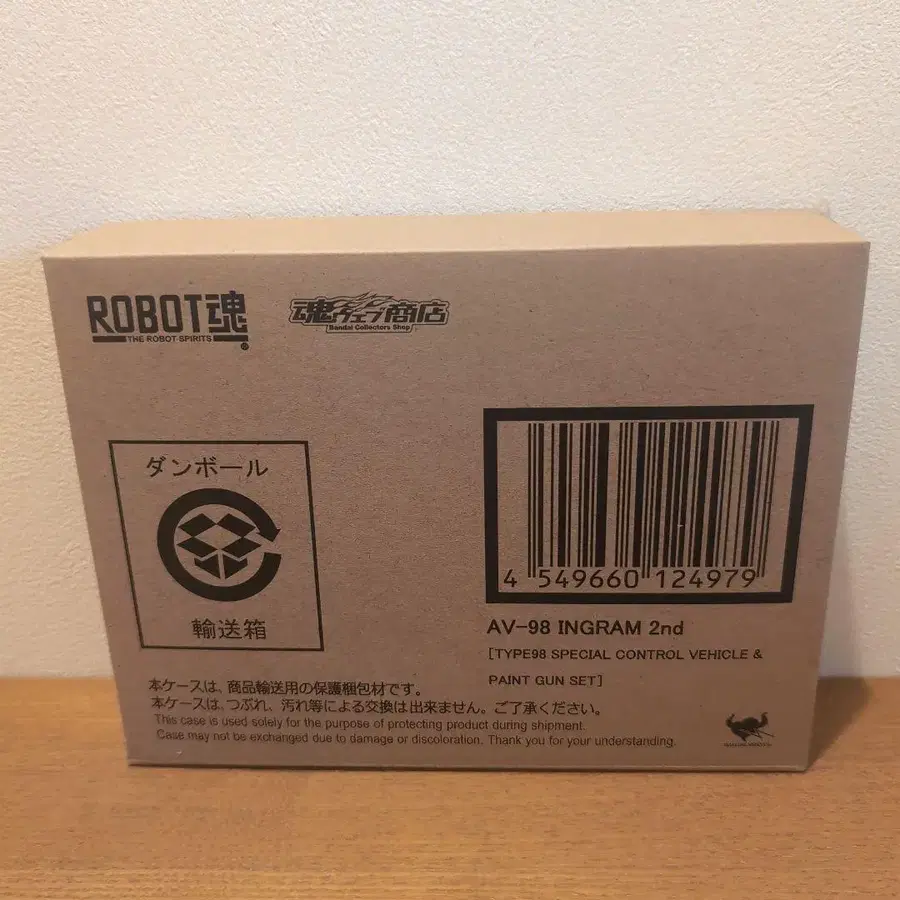 ROBOT魂
THE ROBOT SPIRITS
魂ウェブ商店
Bandai Collectors Shop
ダンボール
輸送箱
4 549660 124979
AV-98 INGRAM 2nd
[TYPE98 SPECIAL CONTROL VEHICLE &
PAINT GUN SET]
本ケースは、商品輸送用の保護梱包材です。
本ケースは、つぶれ、汚れ等による交換は出来ません。ご了承ください。
This case is used solely for the purpose of protecting product during shipment.
Case may not be exchanged due to damage or discoloration. Thank you for your understanding.